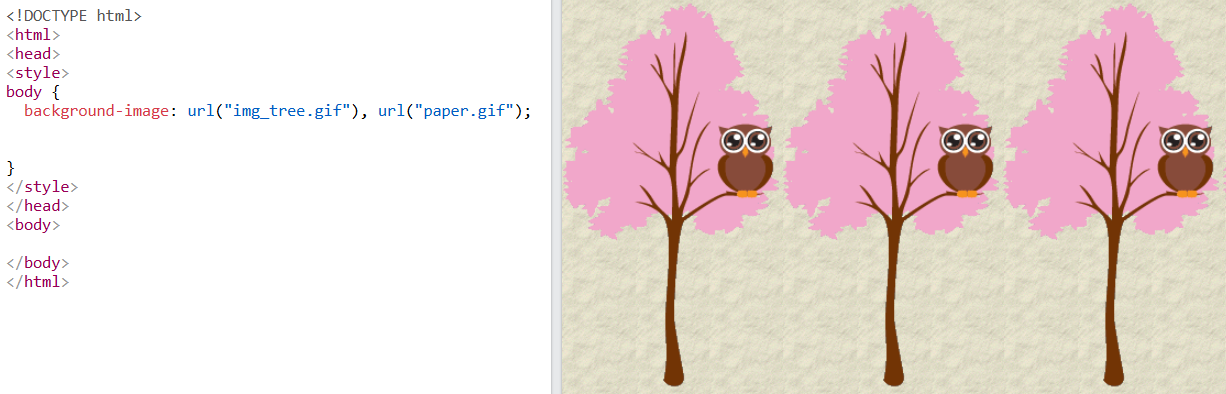 <!DOCTYPE html>
<html>
<head>
<style>
body {
  background-image: url("img_tree.gif"), url("paper.gif");
}
</style>
</head>
<body>
</body>
</html>